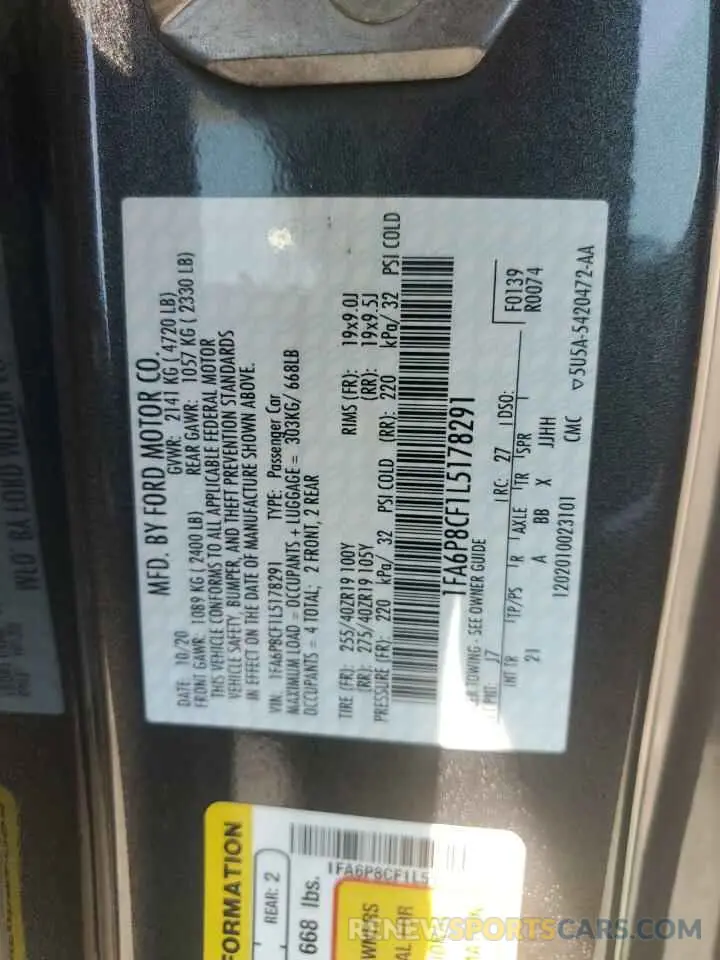 MFD. BY FORD MOTOR CO.
DATE: 10/20 GVWR: 2141 KG ( 4720 LB)
FRONT GAWR: 1089 KG ( 2400 LB) REAR GAWR: 1057 KG ( 2330 LB)
THIS VEHICLE CONFORMS TO ALL APPLICABLE FEDERAL MOTOR
VEHICLE SAFETY, BUMPER, AND THEFT PREVENTION STANDARDS
IN EFFECT ON THE DATE OF MANUFACTURE SHOWN ABOVE.
VIN: 1FA6P8CF1L5178291 TYPE: Passenger Car
MAXIMUM LOAD = OCCUPANTS + LUGGAGE = 303KG/ 668LB
OCCUPANTS = 4 TOTAL; 2 FRONT, 2 REAR
TIRE (FR): 255/40ZR19 100Y RIMS (FR): 19x9.0J
(RR): 275/40ZR19 105Y (RR): 19x9.5J
PRESSURE (FR): 220 kPa/ 32 PSI COLD (RR): 220 kPa/ 32 PSI COLD
1FA6P8CF1L5178291
TOWING - SEE OWNER GUIDE
F0139
R0074
PNT: J7 RC: 27 DSO:
INT TR TP/PS R AXLE TR SPR
21 A BB X JJHH
1202010023101 CMC ▽5U5A-5420472-AA
FORMATION
REAR: 2
668 lbs.
1FA6P8CF1L5
RENEWSPORTSCARS.COM